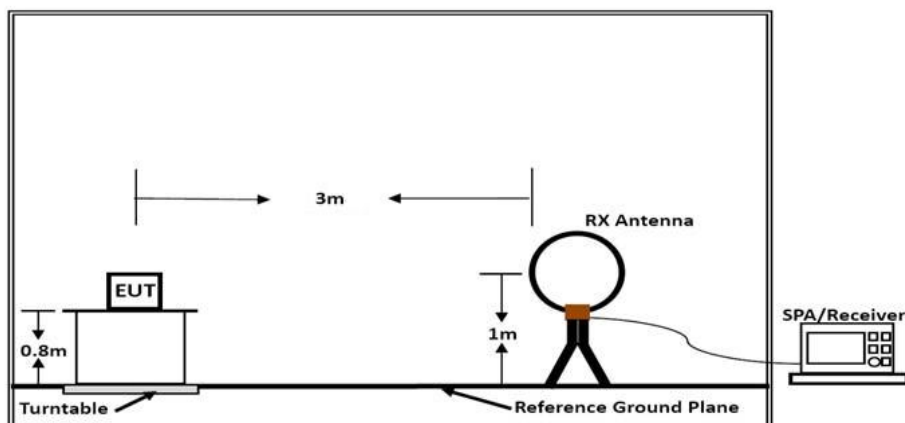 3m
RX Antenna
EUT
SPA/Receiver
0.8m
1m
Turntable
Reference Ground Plane